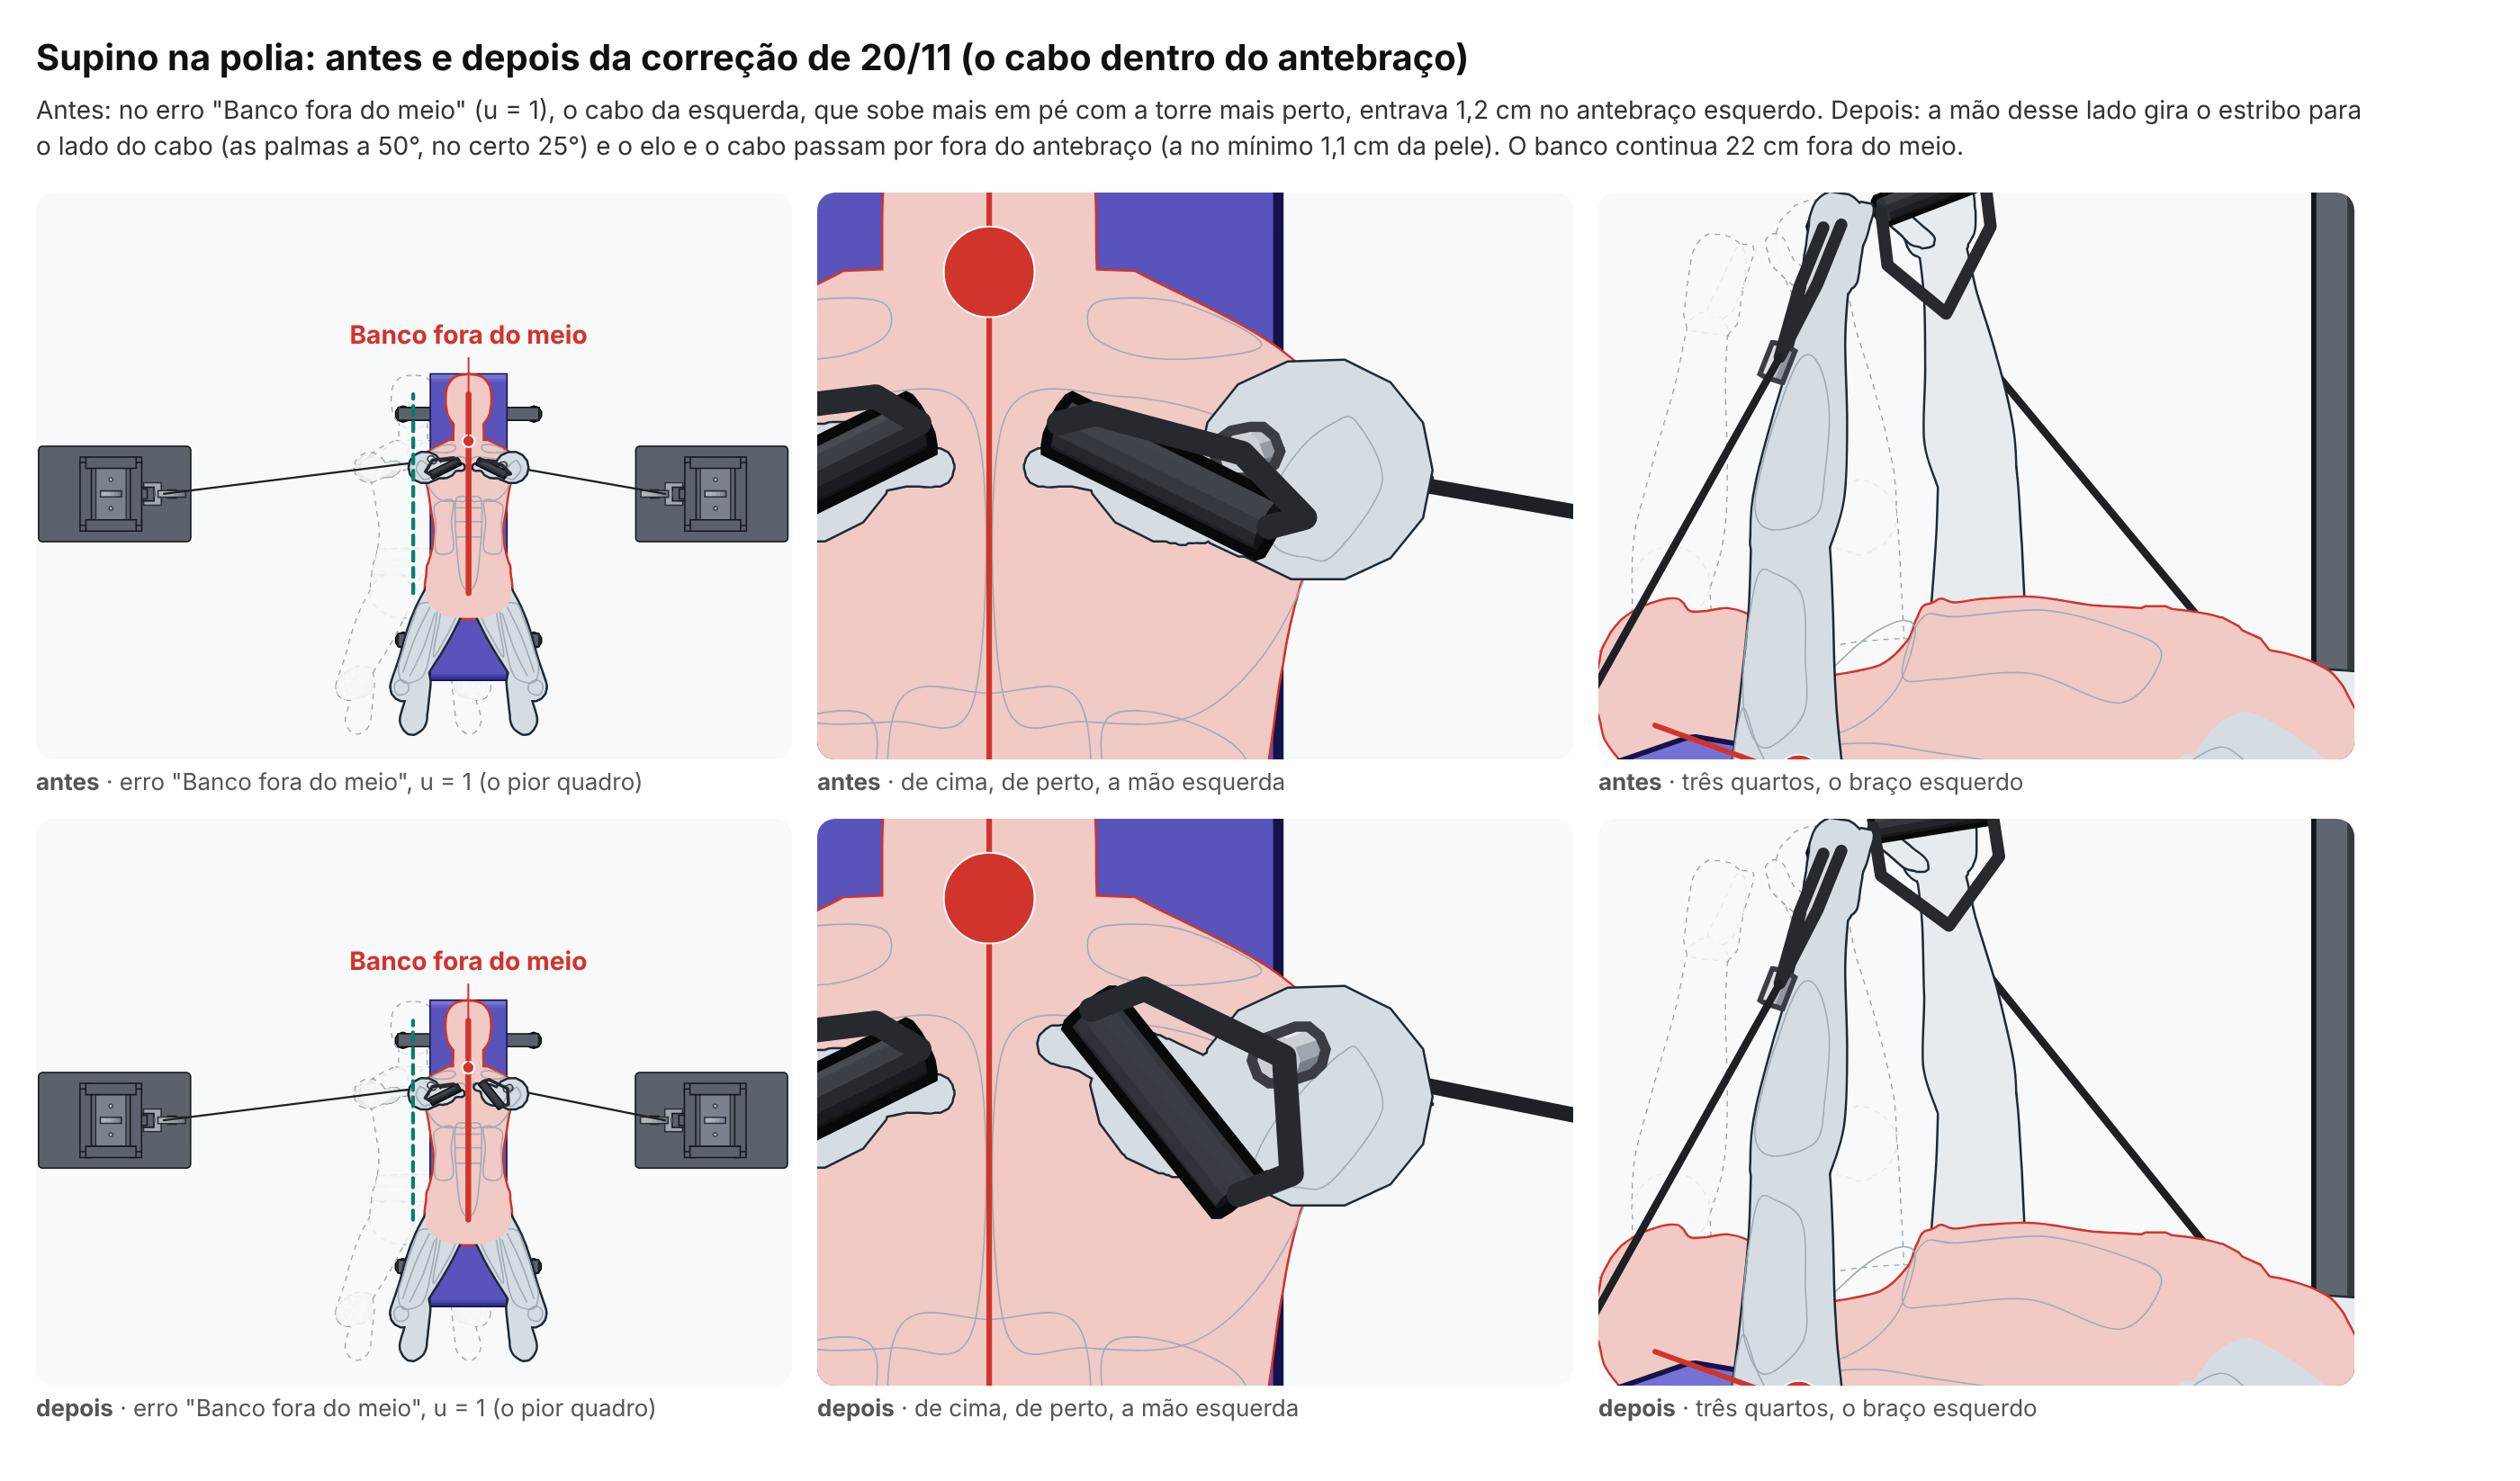 Supino na polia: antes e depois da correção de 20/11 (o cabo dentro do antebraço)
Antes: no erro "Banco fora do meio" (u = 1), o cabo da esquerda, que sobe mais em pé com a torre mais perto, entrava 1,2 cm no antebraço esquerdo. Depois: a mão desse lado gira o estribo para
o lado do cabo (as palmas a 50°, no certo 25°) e o elo e o cabo passam por fora do antebraço (a no mínimo 1,1 cm da pele). O banco continua 22 cm fora do meio.
Banco fora do meio
antes · erro "Banco fora do meio", u = 1 (o pior quadro)
antes · de cima, de perto, a mão esquerda
antes · três quartos, o braço esquerdo
Banco fora do meio
depois · erro "Banco fora do meio", u = 1 (o pior quadro)
depois · de cima, de perto, a mão esquerda
depois · três quartos, o braço esquerdo